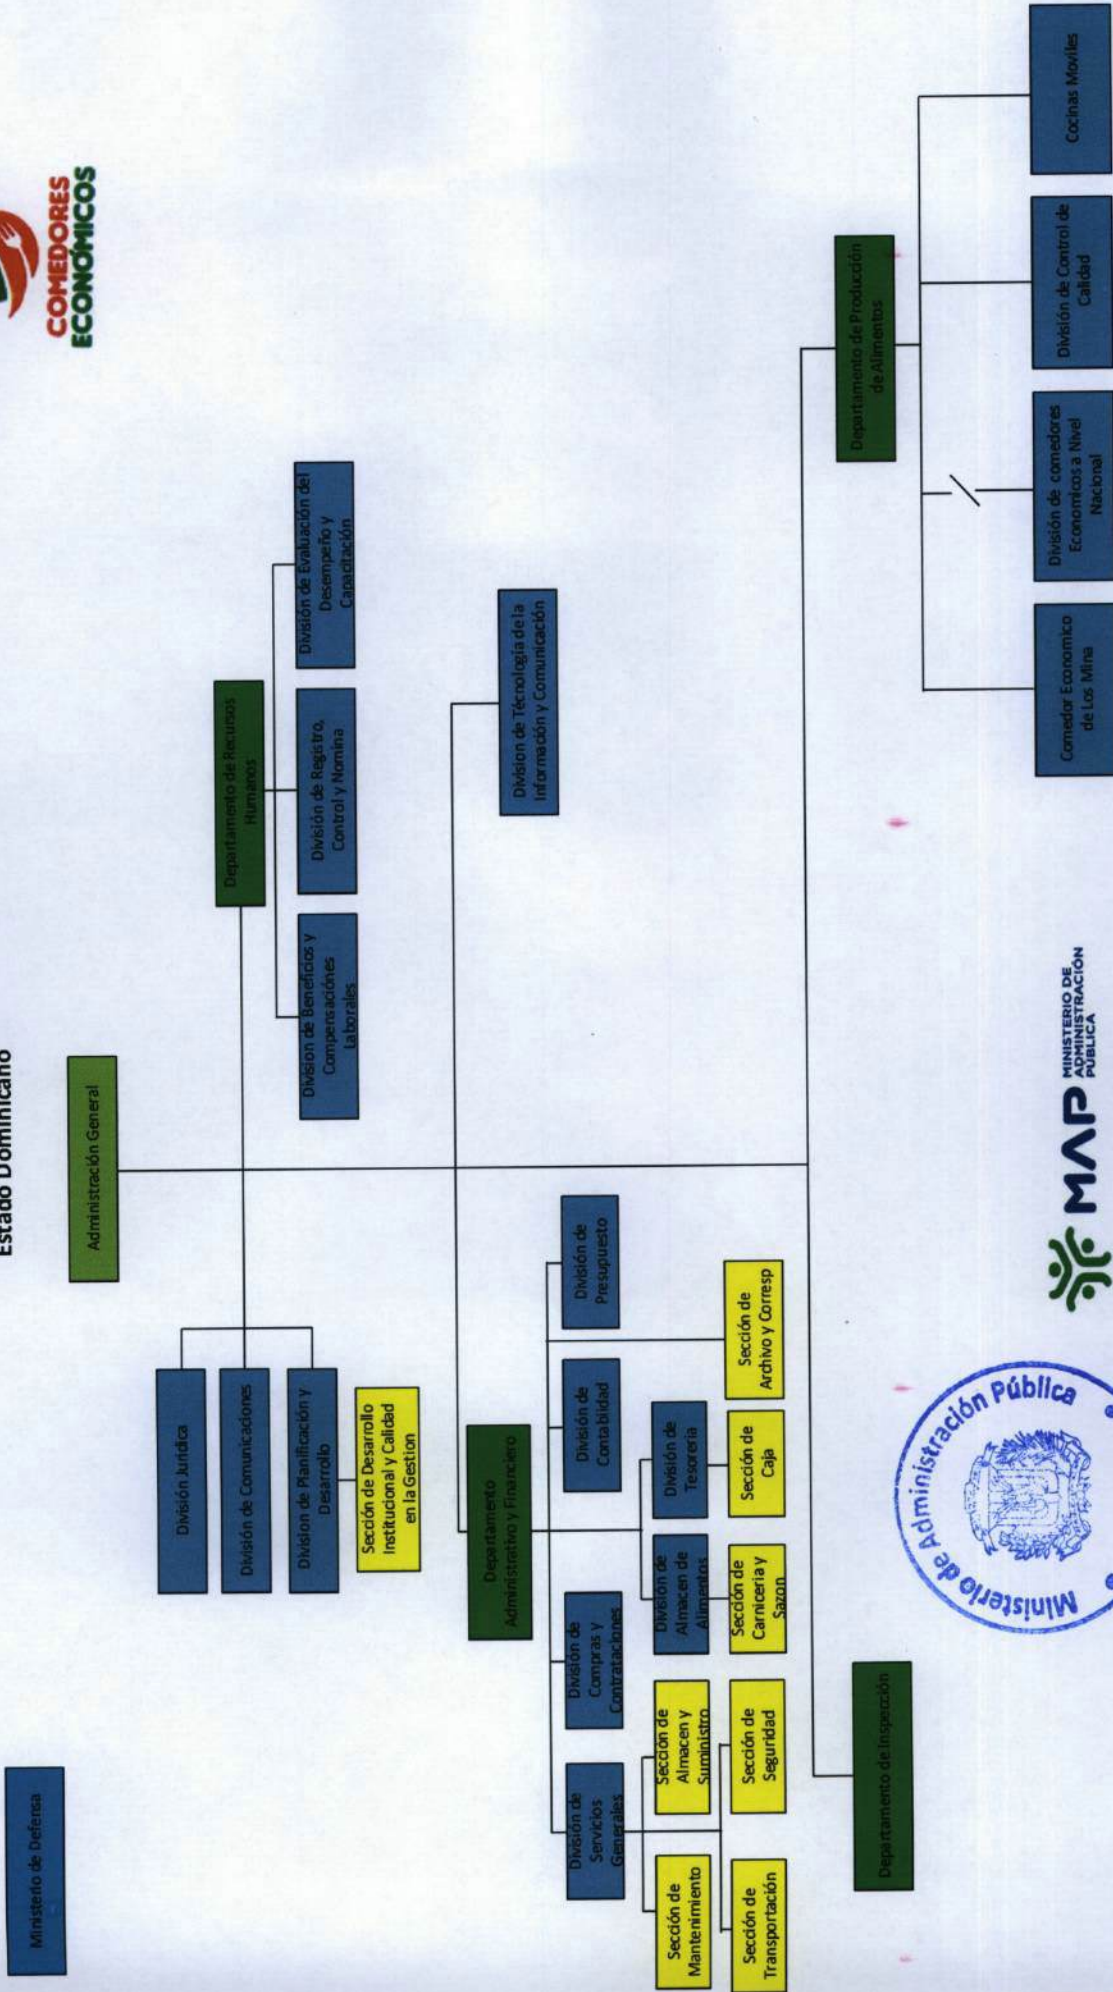 Estado Dominicano
COMEDORES
ECONÓMICOS
Ministerio de Defensa
Administración General
División Jurídica
División de Comunicaciones
Division de Planificación y
Desarrollo
Sección de Desarrollo
Institucional y Calidad
en la Gestion
Departamento de Recursos
Humanos
Division de Beneficios y
Compensaciónes
Laborales
División de Registro,
Control y Nomina
División de Evaluación del
Desempeño y
Capacitación
Departamento
Administrativo y Financiero
Division de Técnologia de la
Información y Comunicación
División de
Servicios
Generales
División de
Compras y
Contrataciones
División de
Contabilidad
División de
Presupuesto
Sección de
Mantenimiento
Sección de
Almacen y
Suministro
División de
Almacen de
Alimentos
División de
Tesoreria
Sección de
Transportación
Sección de
Seguridad
Sección de
Carniceria y
Sazon
Sección de
Caja
Sección de
Archivo y Corresp
Departamento de Inspección
Departamento de Producción
de Alimentos
Comedor Economico
de Los Mina
División de comedores
Economicos a Nivel
Nacional
División de Control de
Calidad
Cocinas Moviles
Ministerio de Administración Pública
MAP
MINISTERIO DE
ADMINISTRACIÓN
PÚBLICA